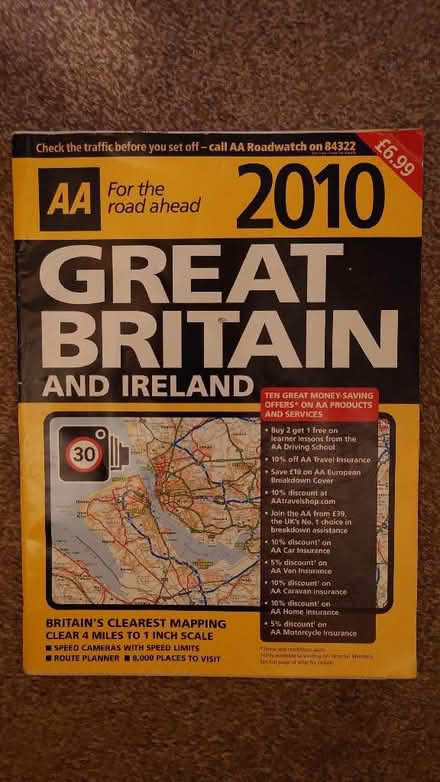 Check the traffic before you set off – call AA Roadwatch on 84322
£6.99
AA
For the
road ahead
2010
GREAT
BRITAIN
AND IRELAND
TEN GREAT MONEY-SAVING
OFFERS* ON AA PRODUCTS
AND SERVICES
• Buy 2 get 1 free on
learner lessons from the
AA Driving School
• 10% off AA Travel Insurance
• Save £10 on AA European
Breakdown Cover
• 10% discount at
AAtravelshop.com
• Join the AA from £39,
the UK's No. 1 choice in
breakdown assistance
• 10% discount† on
AA Car Insurance
• 5% discount† on
AA Van Insurance
• 10% discount† on
AA Caravan Insurance
• 10% discount† on
AA Home Insurance
• 5% discount† on
AA Motorcycle Insurance
30
BRITAIN'S CLEAREST MAPPING
CLEAR 4 MILES TO 1 INCH SCALE
■ SPEED CAMERAS WITH SPEED LIMITS
■ ROUTE PLANNER ■ 8,000 PLACES TO VISIT